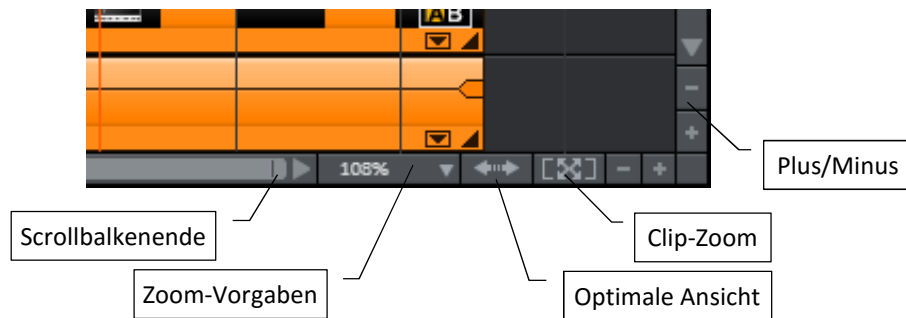 AB
108%
Plus/Minus
Scrollbalkenende
Clip-Zoom
Zoom-Vorgaben
Optimale Ansicht